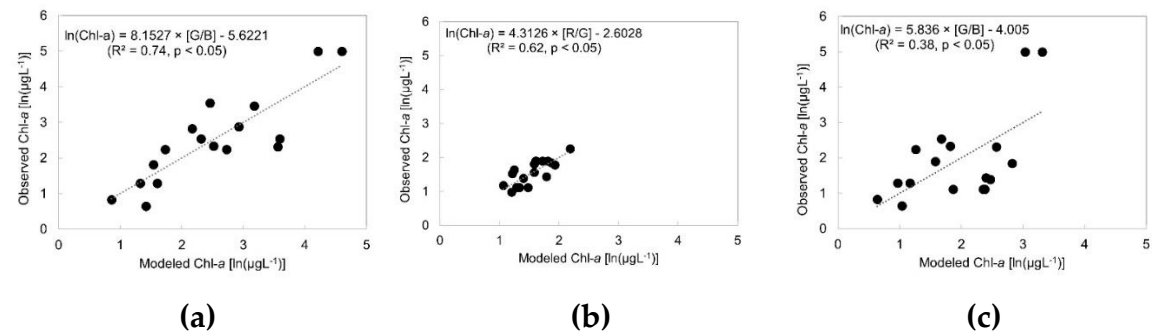 ln(Chl-a) = 8.1527 × [G/B] - 5.6221
(R² = 0.74, p < 0.05)
Observed Chl-a [ln(μgL⁻¹)]
6
5
4
3
2
1
0
0 1 2 3 4 5
Modeled Chl-a [ln(μgL⁻¹)]
(a)
ln(Chl-a) = 4.3126 × [R/G] - 2.6028
(R² = 0.62, p < 0.05)
Observed Chl-a [ln(μgL⁻¹)]
6
5
4
3
2
1
0
0 1 2 3 4 5
Modeled Chl-a [ln(μgL⁻¹)]
(b)
ln(Chl-a) = 5.836 × [G/B] - 4.005
(R² = 0.38, p < 0.05)
Observed Chl-a [ln(μgL⁻¹)]
6
5
4
3
2
1
0
0 1 2 3 4 5
Modeled Chl-a [ln(μgL⁻¹)]
(c)